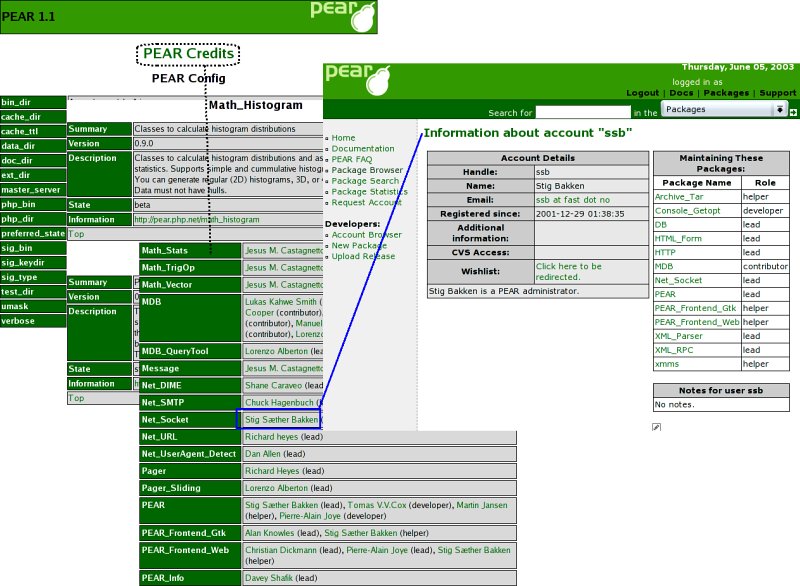 PEAR 1.1
pear
PEAR Credits
PEAR Config
bin_dir
cache_dir
cache_ttl
data_dir
doc_dir
ext_dir
master_server
php_bin
php_dir
preferred_state
sig_bin
sig_keydir
sig_type
test_dir
umask
verbose
Math_Histogram
Summary Classes to calculate histogram distributions
Version 0.9.0
Description Classes to calculate histogram distributions and as
statistics. Supports simple and cummulative histog
You can generate regular (2D) histograms, 3D, or
Data must not have nulls.
State beta
Information http://pear.php.net/math_histogram
Top
Summary P
Version 0
Description T
State s
Information h
Top
Math_Stats Jesus M. Castagnetto
Math_TrigOp Jesus M. Castagnetto
Math_Vector Jesus M. Castagnetto
MDB Lukas Kahwe Smith (
Cooper (contributor),
(contributor), Manuel
(lead), Lorenzo
MDB_QueryTool Lorenzo Alberton (lea
Message Jesus M. Castagnetto
Net_DIME Shane Caraveo (lead
Net_SMTP Chuck Hagenbuch (
Net_Socket Stig Sæther Bakken (
Net_URL Richard heyes (lead)
Net_UserAgent_Detect Dan Allen (lead)
Pager Richard Heyes (lead)
Pager_Sliding Lorenzo Alberton (lead)
PEAR Stig Sæther Bakken (lead), Tomas V.V.Cox (developer), Martin Jansen
(helper), Pierre-Alain Joye (developer)
PEAR_Frontend_Gtk Alan Knowles (lead), Stig Sæther Bakken (helper)
PEAR_Frontend_Web Christian Dickmann (lead), Pierre-Alain Joye (lead), Stig Sæther Bakken
(helper)
PEAR_Info Davey Shafik (lead)
pear
Thursday, June 05, 2003
logged in as
Logout | Docs | Packages | Support
Search for in the Packages
Home
Documentation
PEAR FAQ
Package Browser
Package Search
Package Statistics
Request Account
Developers:
Account Browser
New Package
Upload Release
Information about account "ssb"
Account Details
Handle: ssb
Name: Stig Bakken
Email: ssb at fast dot no
Registered since: 2001-12-29 01:38:35
Additional
information:
CVS Access:
Wishlist: Click here to be
redirected.
Stig Bakken is a PEAR administrator.
Maintaining These
Packages:
Package Name Role
Archive_Tar helper
Console_Getopt developer
DB lead
HTML_Form lead
HTTP lead
MDB contributor
Net_Socket lead
PEAR lead
PEAR_Frontend_Gtk helper
PEAR_Frontend_Web helper
XML_Parser lead
XML_RPC lead
xmms helper
Notes for user ssb
No notes.